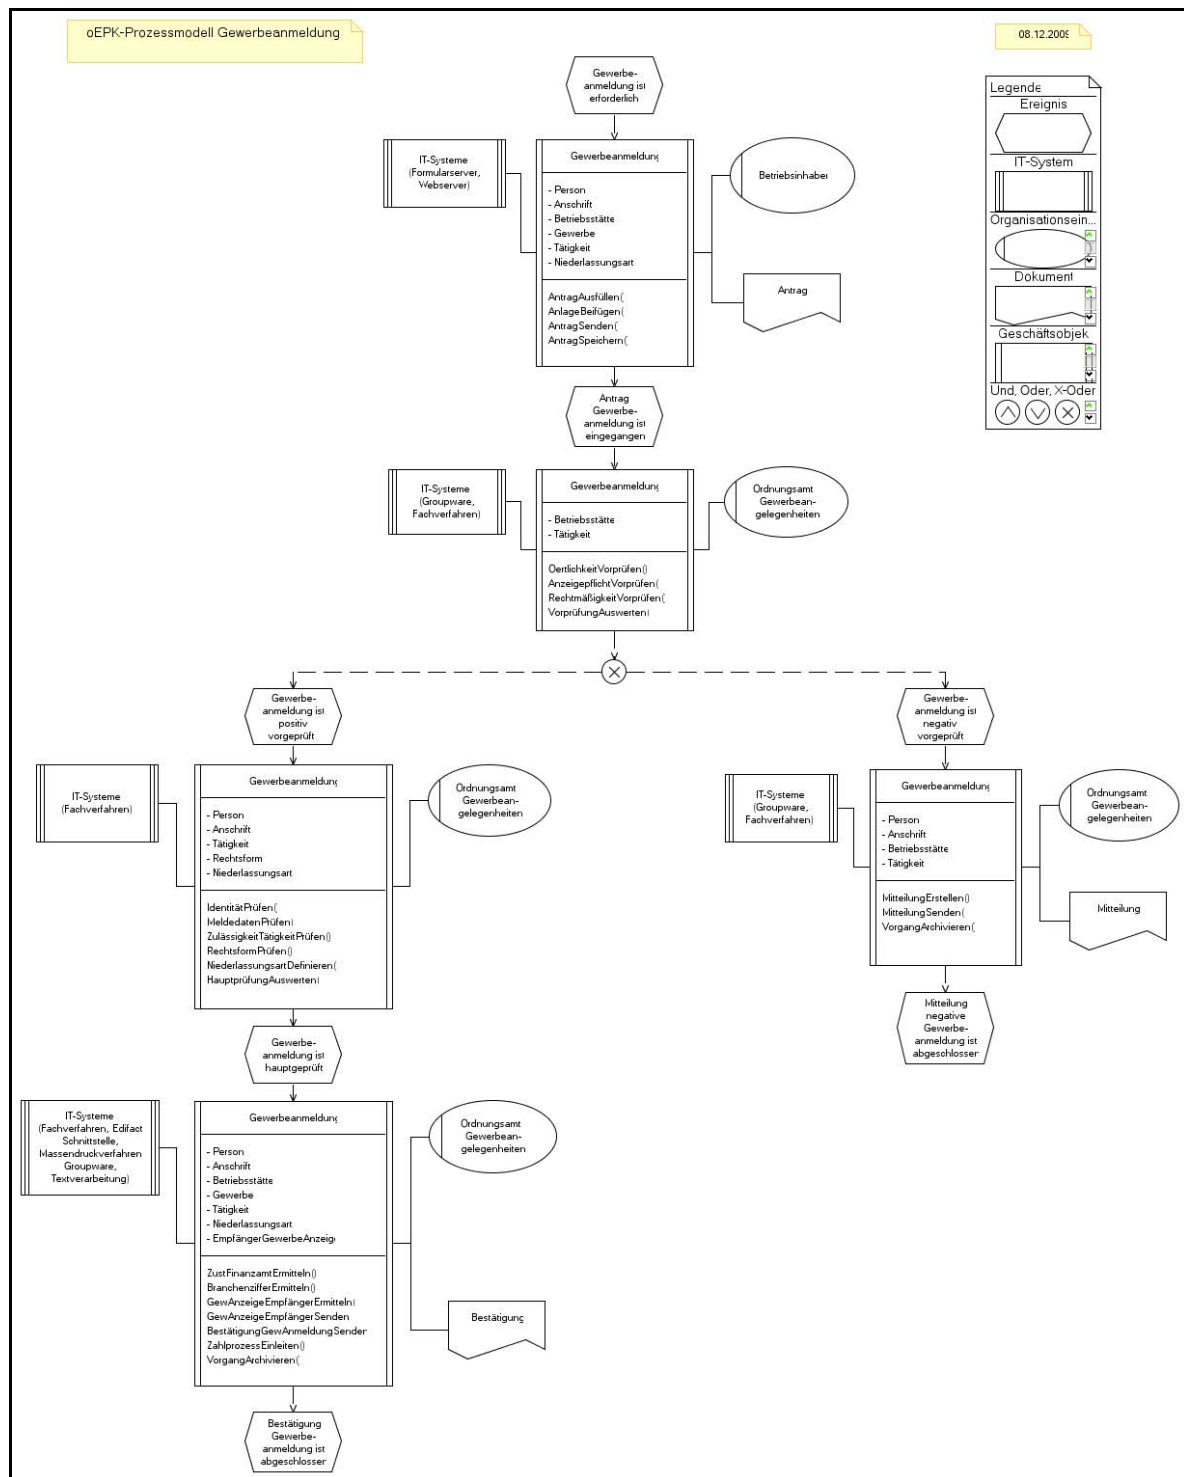 oEPK-Prozessmodell Gewerbeanmeldung
08.12.2009
Legende
Ereignis
IT-System
Organisationsein...
Dokument
Geschäftsobjek
Und, Oder, X-Oder
Gewerbe-
anmeldung ist
erforderlich
IT-Systeme
(Formularserver,
Webserver)
Gewerbeanmeldung
- Person
- Anschrift
- Betriebsstätte
- Gewerbe
- Tätigkeit
- Niederlassungsart
AntragAusfüllen(
AnlageBeifügen(
AntragSenden(
AntragSpeichern(
Betriebsinhaber
Antrag
Antrag
Gewerbe-
anmeldung ist
eingegangen
IT-Systeme
(Groupware,
Fachverfahren)
Gewerbeanmeldung
- Betriebsstätte
- Tätigkeit
OertlichkeitVorprüfen()
AnzeigepflichtVorprüfen(
RechtmäßigkeitVorprüfen(
VorprüfungAuswerten(
Ordnungsamt
Gewerbean-
gelegenheiten
Gewerbe-
anmeldung ist
positiv
vorgeprüft
IT-Systeme
(Fachverfahren)
Gewerbeanmeldung
- Person
- Anschrift
- Tätigkeit
- Rechtsform
- Niederlassungsart
IdentitätPrüfen(
MeldedatenPrüfen(
ZulässigkeitTätigkeitPrüfen()
RechtsformPrüfen()
NiederlassungsartDefinieren(
HauptprüfungAuswerten(
Ordnungsamt
Gewerbean-
gelegenheiten
Gewerbe-
anmeldung ist
negativ
vorgeprüft
IT-Systeme
(Groupware,
Fachverfahren)
Gewerbeanmeldung
- Person
- Anschrift
- Betriebsstätte
- Tätigkeit
MitteilungErstellen()
MitteilungSenden(
VorgangArchivieren(
Ordnungsamt
Gewerbean-
gelegenheiten
Mitteilung
Mitteilung
negative
Gewerbe-
anmeldung ist
abgeschlossen
Gewerbe-
anmeldung ist
hauptgeprüft
IT-Systeme
(Fachverfahren, Edifact
Schnittstelle,
Massendruckverfahren
Groupware,
Textverarbeitung)
Gewerbeanmeldung
- Person
- Anschrift
- Betriebsstätte
- Gewerbe
- Tätigkeit
- Niederlassungsart
- EmpfängerGewerbeAnzeige
ZustFinanzamtErmitteln()
BranchenzifferErmitteln()
GewAnzeigeEmpfängerErmitteln(
GewAnzeigeEmpfängerSenden
BestätigungGewAnmeldungSenden
ZahlprozessEinleiten()
VorgangArchivieren(
Ordnungsamt
Gewerbean-
gelegenheiten
Bestätigung
Bestätigung
Gewerbe-
anmeldung ist
abgeschlossen